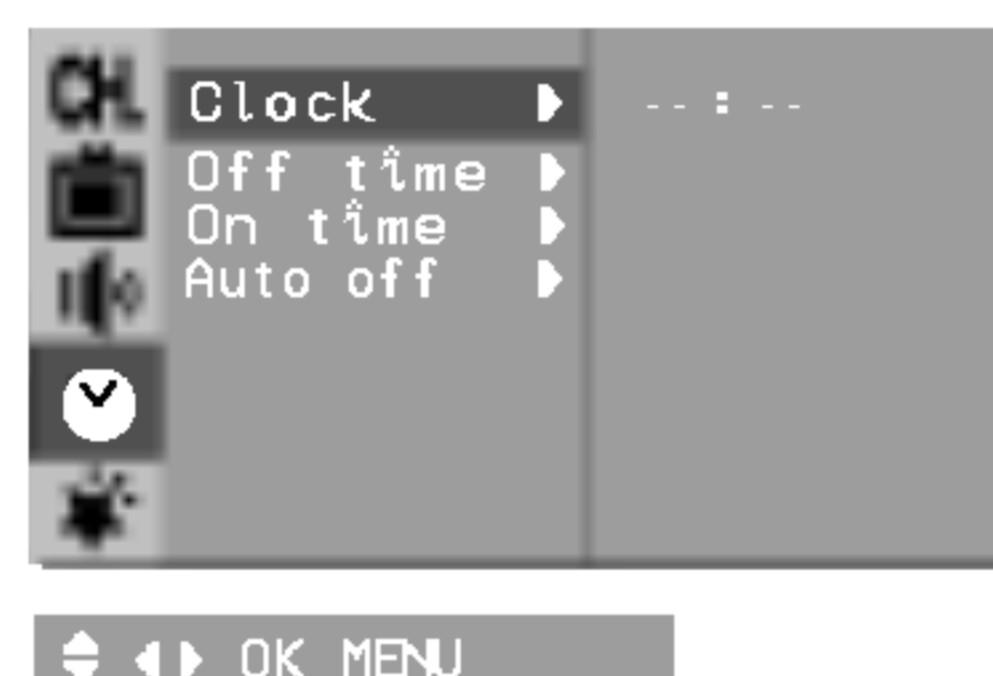 CH.
Clock -- : --
Off time
On time
Auto off
OK MENU